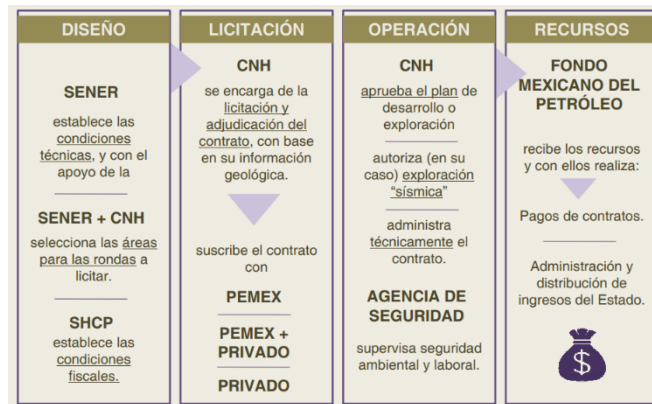 DISEÑO
SENER
establece las
condiciones
técnicas, y con el
apoyo de la
SENER + CNH
selecciona las áreas
para las rondas a
licitar.
SHCP
establece las
condiciones
fiscales.
LICITACIÓN
CNH
se encarga de la
licitación y
adjudicación del
contrato, con base
en su información
geológica.
suscribe el contrato
con
PEMEX
PEMEX +
PRIVADO
PRIVADO
OPERACIÓN
CNH
aprueba el plan de
desarrollo o
exploración
autoriza (en su
caso) exploración
"sísmica"
administra
técnicamente el
contrato.
AGENCIA DE
SEGURIDAD
supervisa seguridad
ambiental y laboral.
RECURSOS
FONDO
MEXICANO DEL
PETRÓLEO
recibe los recursos
y con ellos realiza:
Pagos de contratos.
Administración y
distribución de
ingresos del Estado.
$